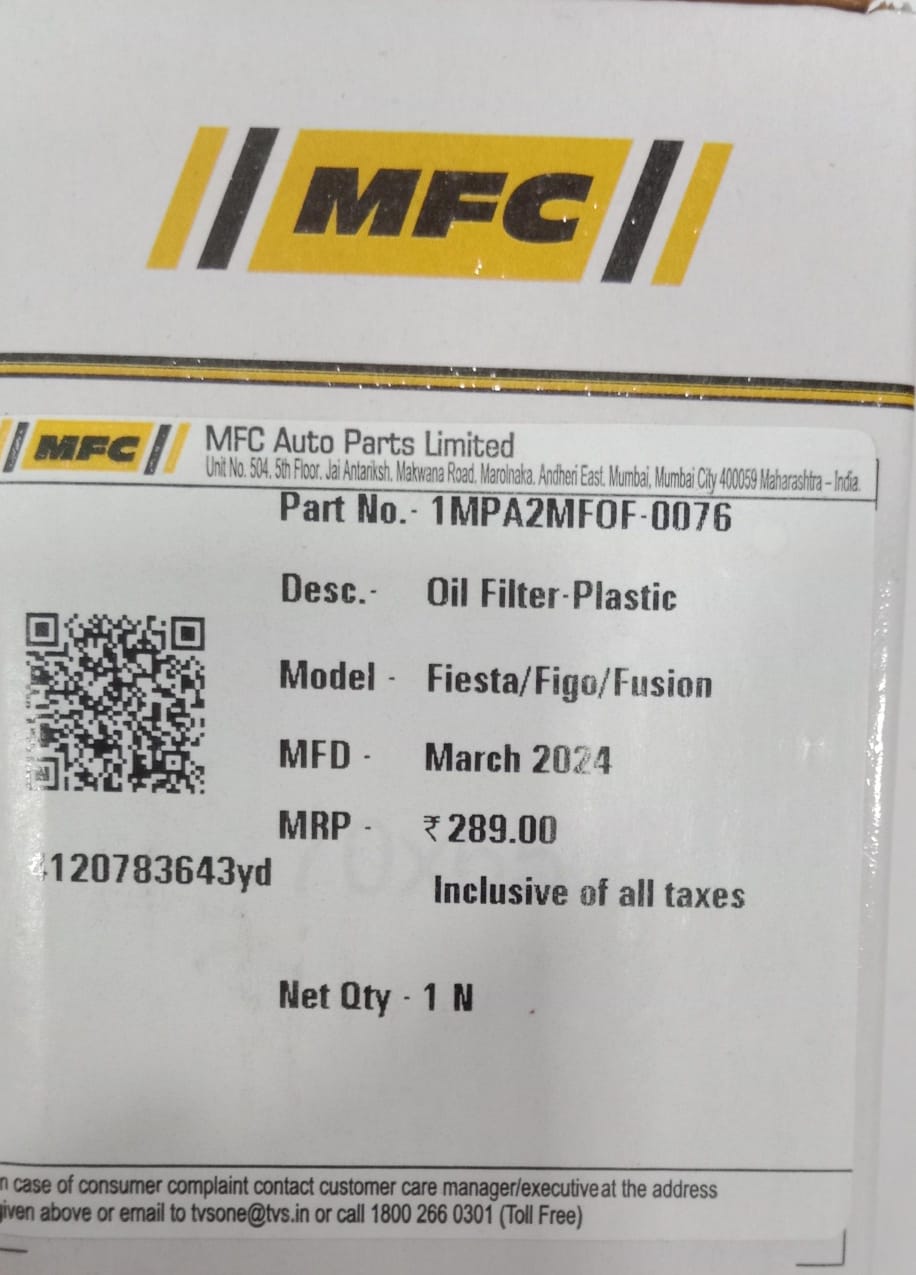 MFC
MFC
MFC Auto Parts Limited
Unit No. 504, 5th Floor, Jai Antariksh, Makwana Road, Marolnaka, Andheri East, Mumbai, Mumbai City 400059 Maharashtra - India.
Part No.- 1MPA2MFOF-0076
Desc.- Oil Filter-Plastic
Model - Fiesta/Figo/Fusion
MFD - March 2024
MRP - ₹ 289.00
4120783643yd
Inclusive of all taxes
Net Qty - 1 N
n case of consumer complaint contact customer care manager/executive at the address
given above or email to tvsone@tvs.in or call 1800 266 0301 (Toll Free)